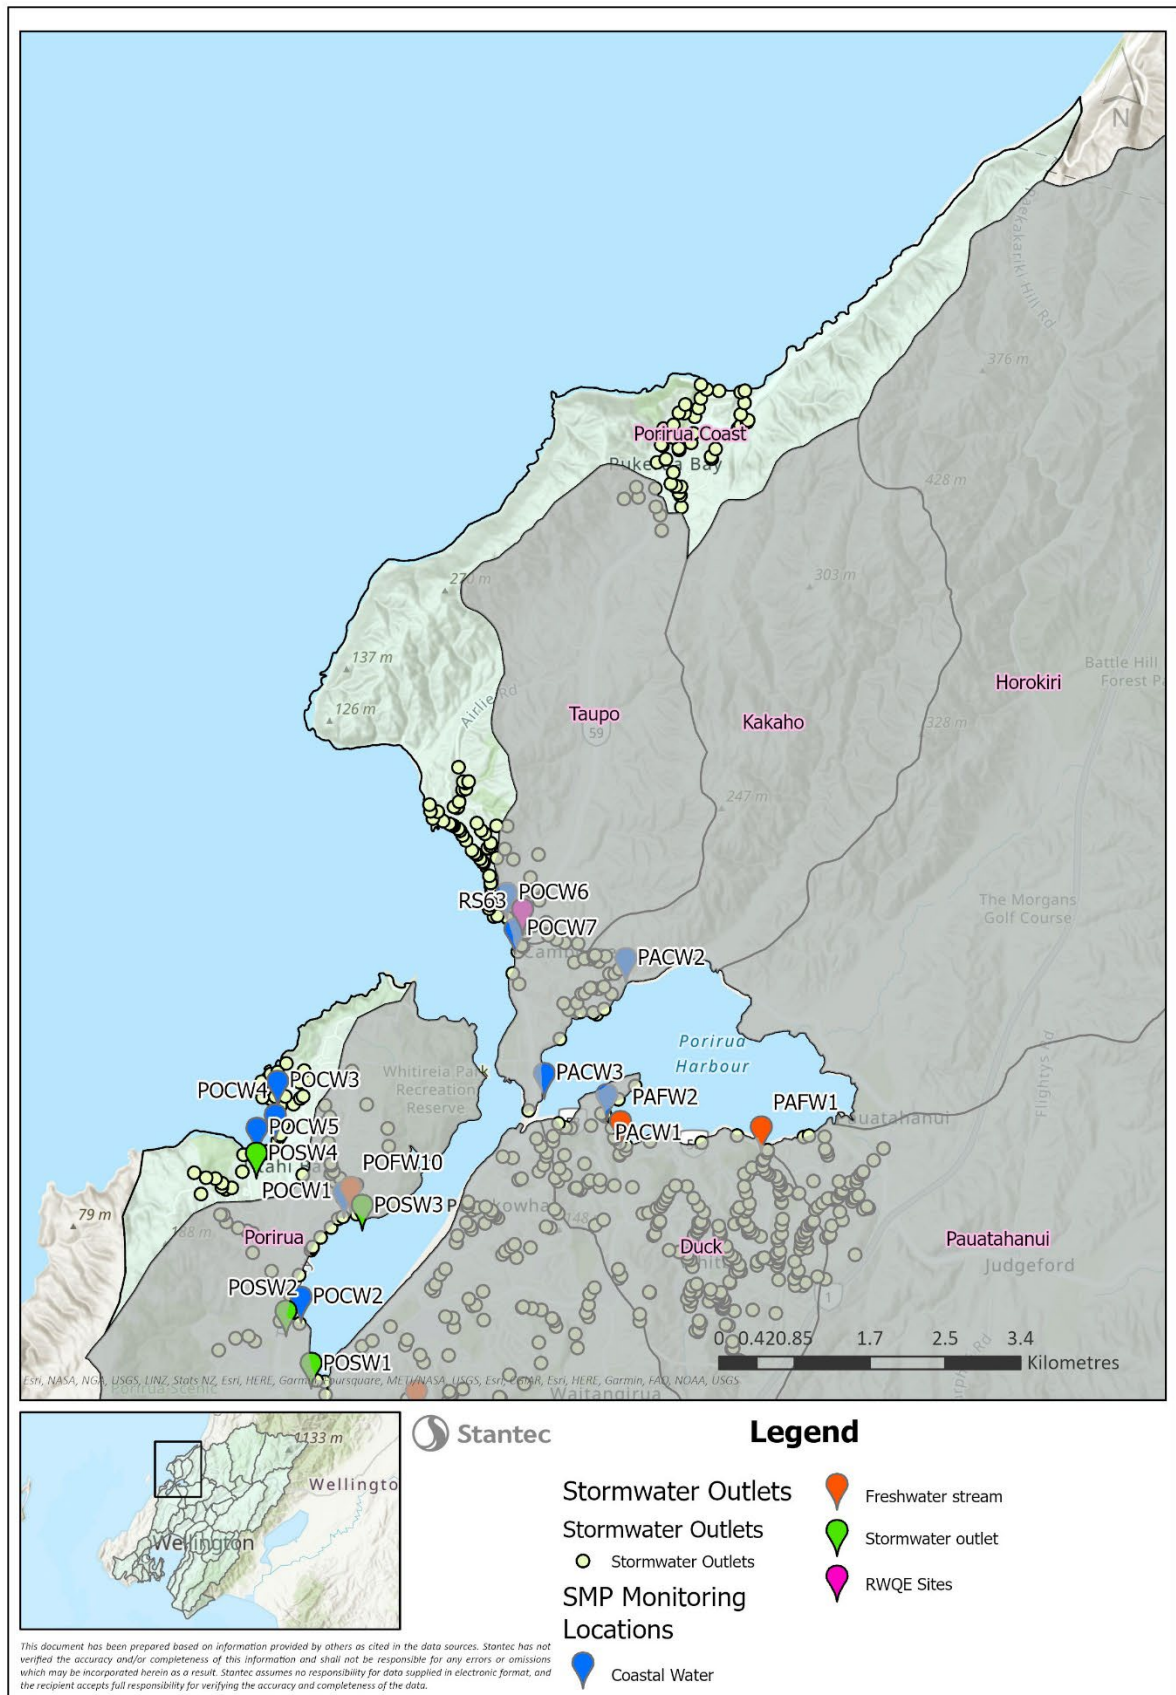 N
376 m
Porirua Coast
428 m
303 m
270 m
137 m
126 m
Airlie Rd
Battle Hill
Horokiri
Taupo
59
Kakaho
328 m
247 m
The Morgans
Golf Course
RS63
POCW6
POCW7
PACW2
Porirua
Harbour
Whitireia Park
Recreation
Reserve
Flightys Rd
POCW4
POCW3
PACW3
PAFW2
PAFW1
PACW1
POCW5
POSW4
POFW10
POCW1
POSW3
79 m
Porirua
Duck
Pauatahanui
Judgeford
POSW2
POCW2
1
POSW1
0 0.42 0.85 1.7 2.5 3.4
Kilometres
Waitangirua
Porirua Scenic
1133 m
Wellington
Stantec
Legend
Stormwater Outlets
Stormwater Outlets
Stormwater Outlets
SMP Monitoring
Locations
Coastal Water
Freshwater stream
Stormwater outlet
RWQE Sites
This document has been prepared based on information provided by others as cited in the data sources. Stantec has not
verified the accuracy and/or completeness of this information and shall not be responsible for any errors or omissions
which may be incorporated herein as a result. Stantec assumes no responsibility for data supplied in electronic format, and
the recipient accepts full responsibility for verifying the accuracy and completeness of the data.